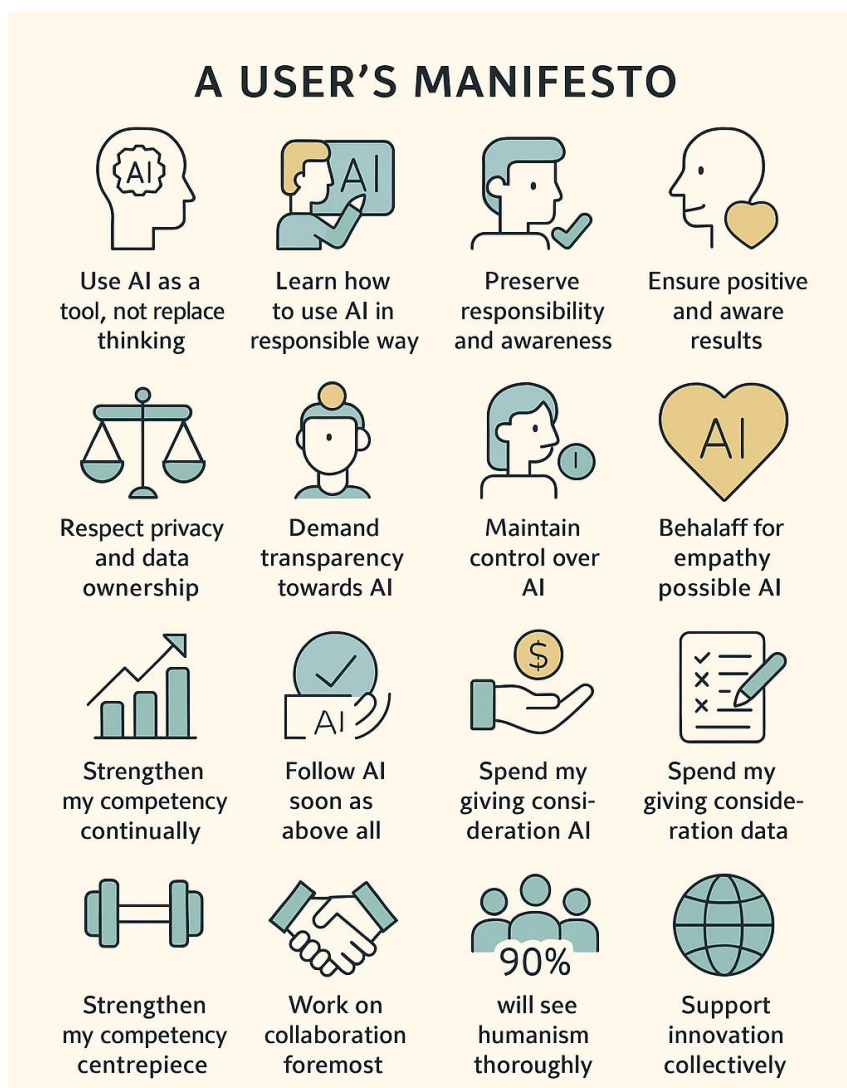 A USER'S MANIFESTO
AI
AI
Use AI as a
tool, not replace
thinking
Learn how
to use AI in
responsible way
Preserve
responsibility
and awareness
Ensure positive
and aware
results
I
AI
Respect privacy
and data
ownership
Demand
transparency
towards AI
Maintain
control over
AI
Behalaff for
empathy
possible AI
AI
$
Strengthen
my competency
continually
Follow AI
soon as
above all
Spend my
giving consi-
deration AI
Spend my
giving conside-
ration data
90%
Strengthen
my competency
centrepiece
Work on
collaboration
foremost
will see
humanism
thoroughly
Support
innovation
collectively